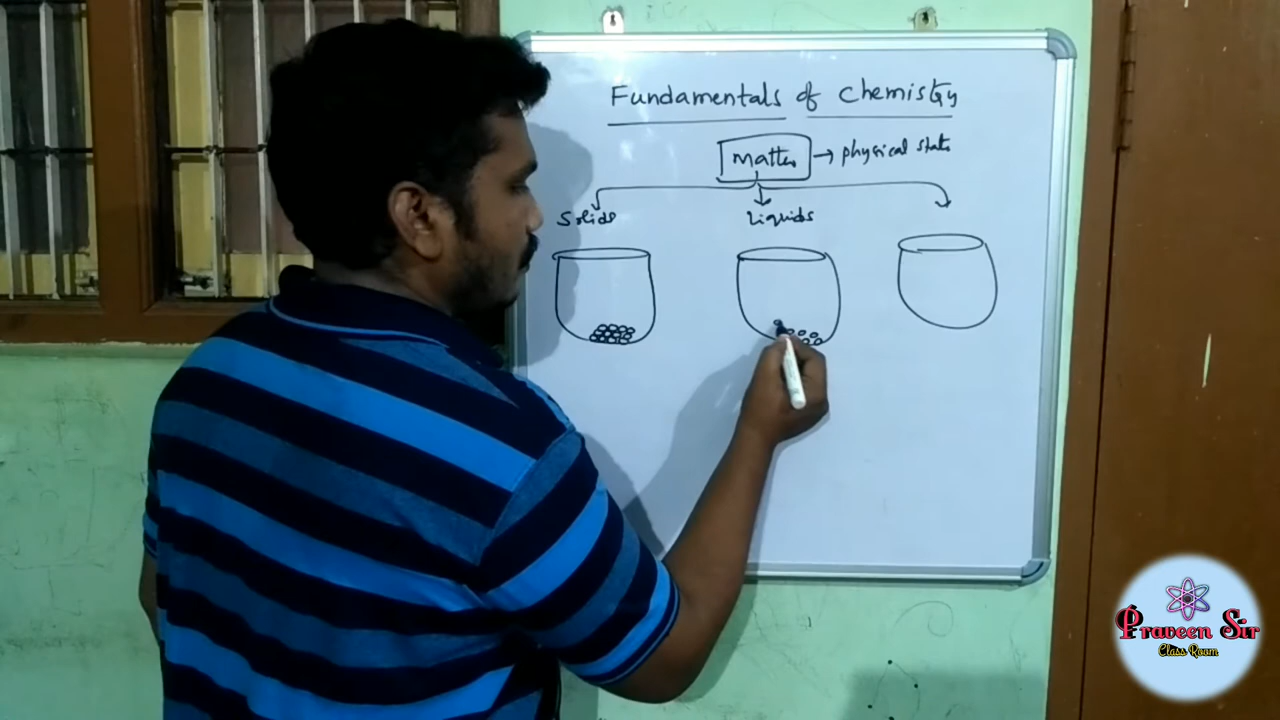 Fundamentals of chemistry
matter → physical state
Solids
Liquids
Praveen Sir
Class Room